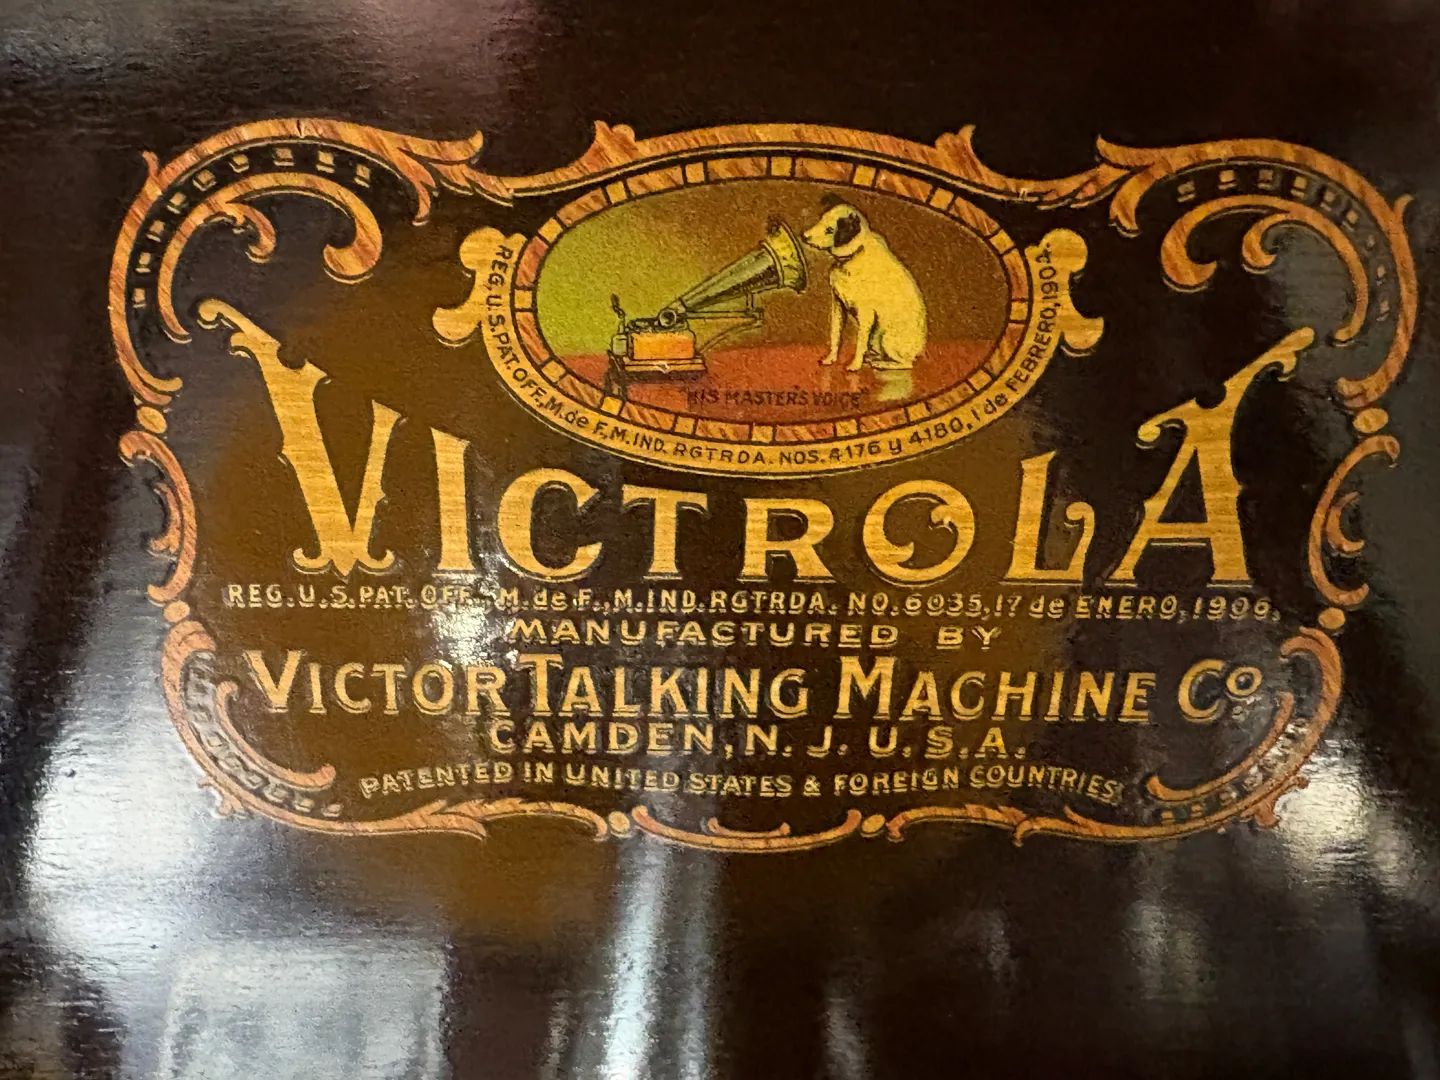 "HIS MASTER'S VOICE"
REG. U.S. PAT. OFF., M. de F., M. IND. RGTRDA. NOS. 4176 y 4180, 1 de FEBRERO, 1902.
VICTROLA
REG. U.S. PAT. OFF., M. de F., M. IND. RGTRDA. NO. 6035, 17 de ENERO, 1906.
MANUFACTURED BY
VICTOR TALKING MACHINE Co.
CAMDEN, N. J. U. S. A.
PATENTED IN UNITED STATES & FOREIGN COUNTRIES